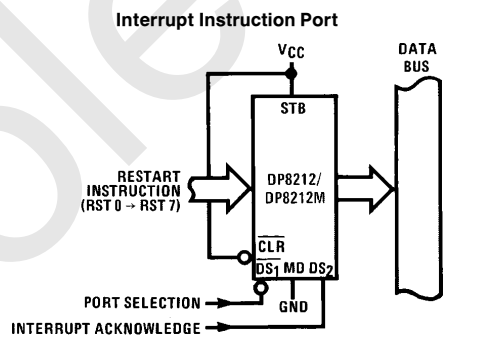 Interrupt Instruction Port
VCC
DATA
BUS
STB
RESTART
INSTRUCTION
(RST 0 → RST 7)
DP8212/
DP8212M
CLR
DS1 MD DS2
PORT SELECTION
GND
INTERRUPT ACKNOWLEDGE